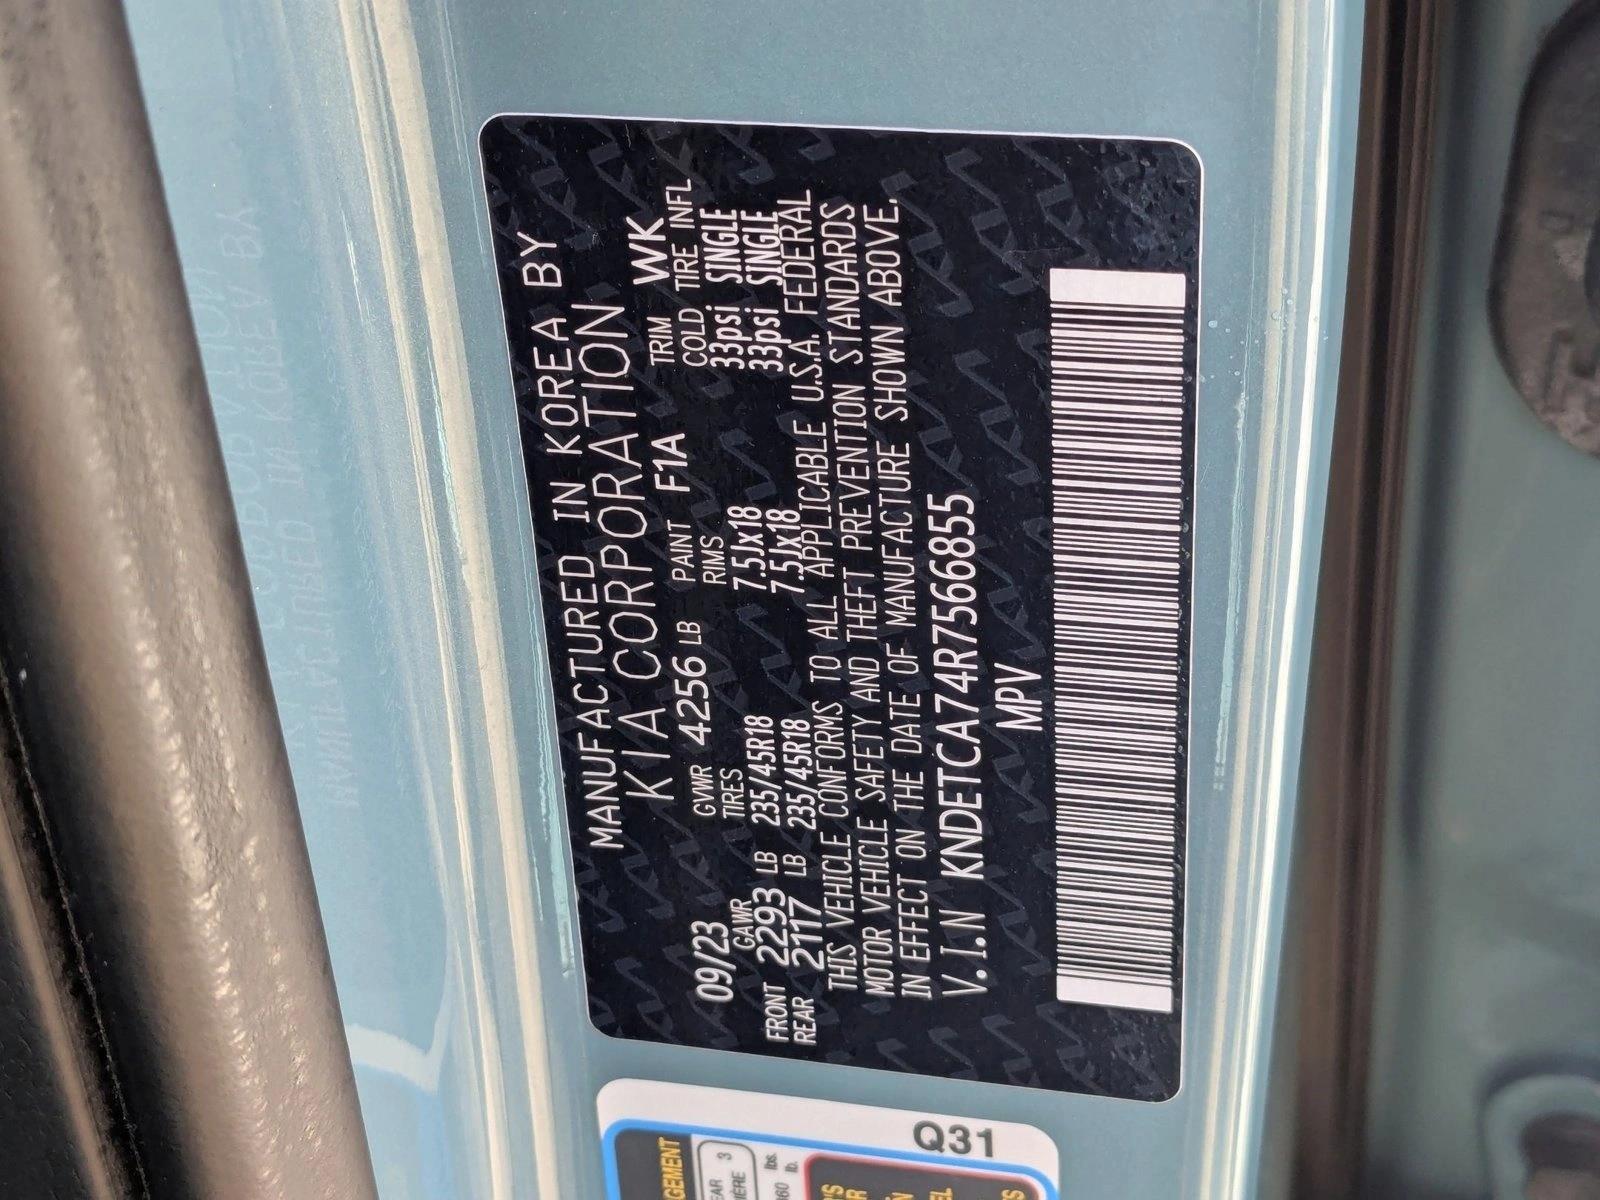 MANUFACTURED IN KOREA BY
KIA CORPORATION
09/23 GVWR 4256 LB PAINT F1A TRIM WK
GAWR TIRES RIMS COLD TIRE INFL
FRONT 2293 LB 235/45R18 7.5Jx18 33psi SINGLE
REAR 2117 LB 235/45R18 7.5Jx18 33psi SINGLE
THIS VEHICLE CONFORMS TO ALL APPLICABLE U.S.A. FEDERAL
MOTOR VEHICLE SAFETY AND THEFT PREVENTION STANDARDS
IN EFFECT ON THE DATE OF MANUFACTURE SHOWN ABOVE.
V.I.N KNDETCA74R7566855
MPV
Q31